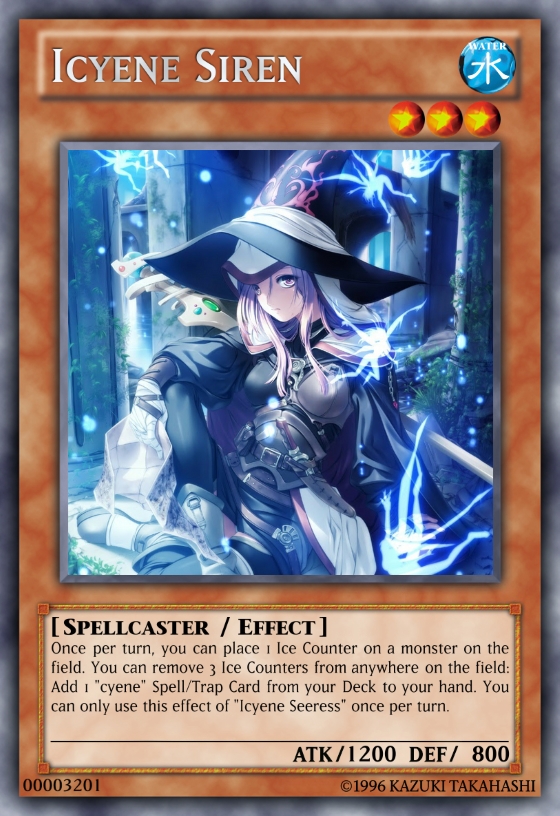 Icyene Siren
WATER
水
[Spellcaster / Effect]
Once per turn, you can place 1 Ice Counter on a monster on the
field. You can remove 3 Ice Counters from anywhere on the field:
Add 1 "cyene" Spell/Trap Card from your Deck to your hand. You
can only use this effect of "Icyene Seeress" once per turn.
ATK/1200 DEF/ 800
00003201 ©1996 KAZUKI TAKAHASHI